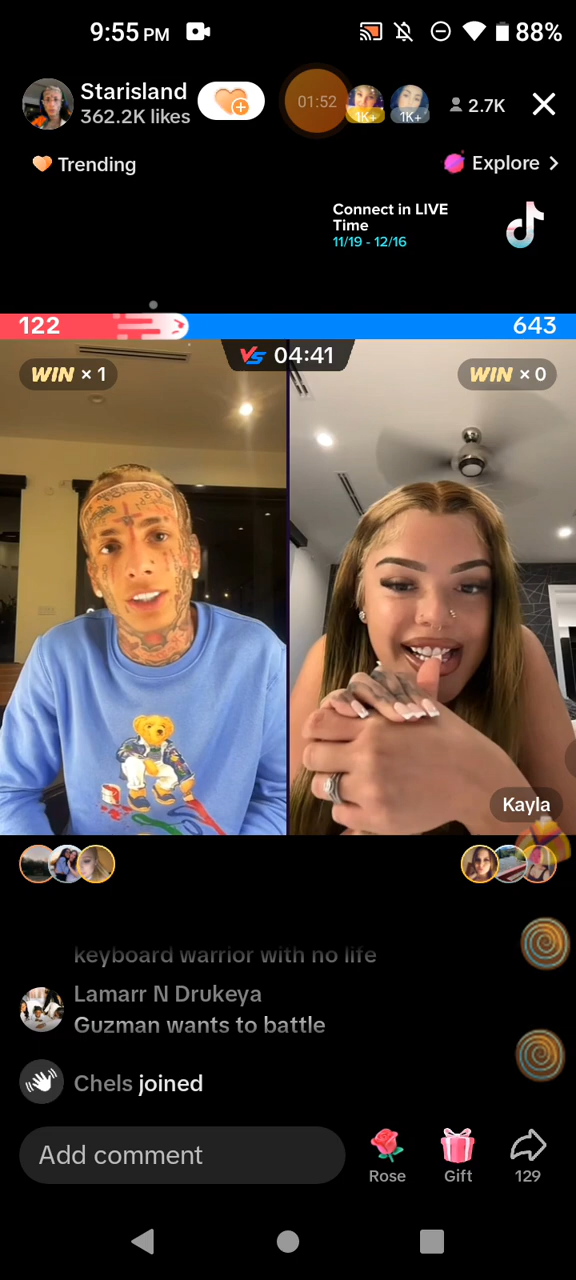 9:55 PM 88%
Starisland
362.2K likes
01:52
1K+ 1K+
2.7K
Trending
Explore
Connect in LIVE
Time
11/19 - 12/16
122 643
VS 04:41
WIN × 1
WIN × 0
Kayla
keyboard warrior with no life
Lamarr N Drukeya
Guzman wants to battle
Chels joined
Add comment
Rose
Gift
129